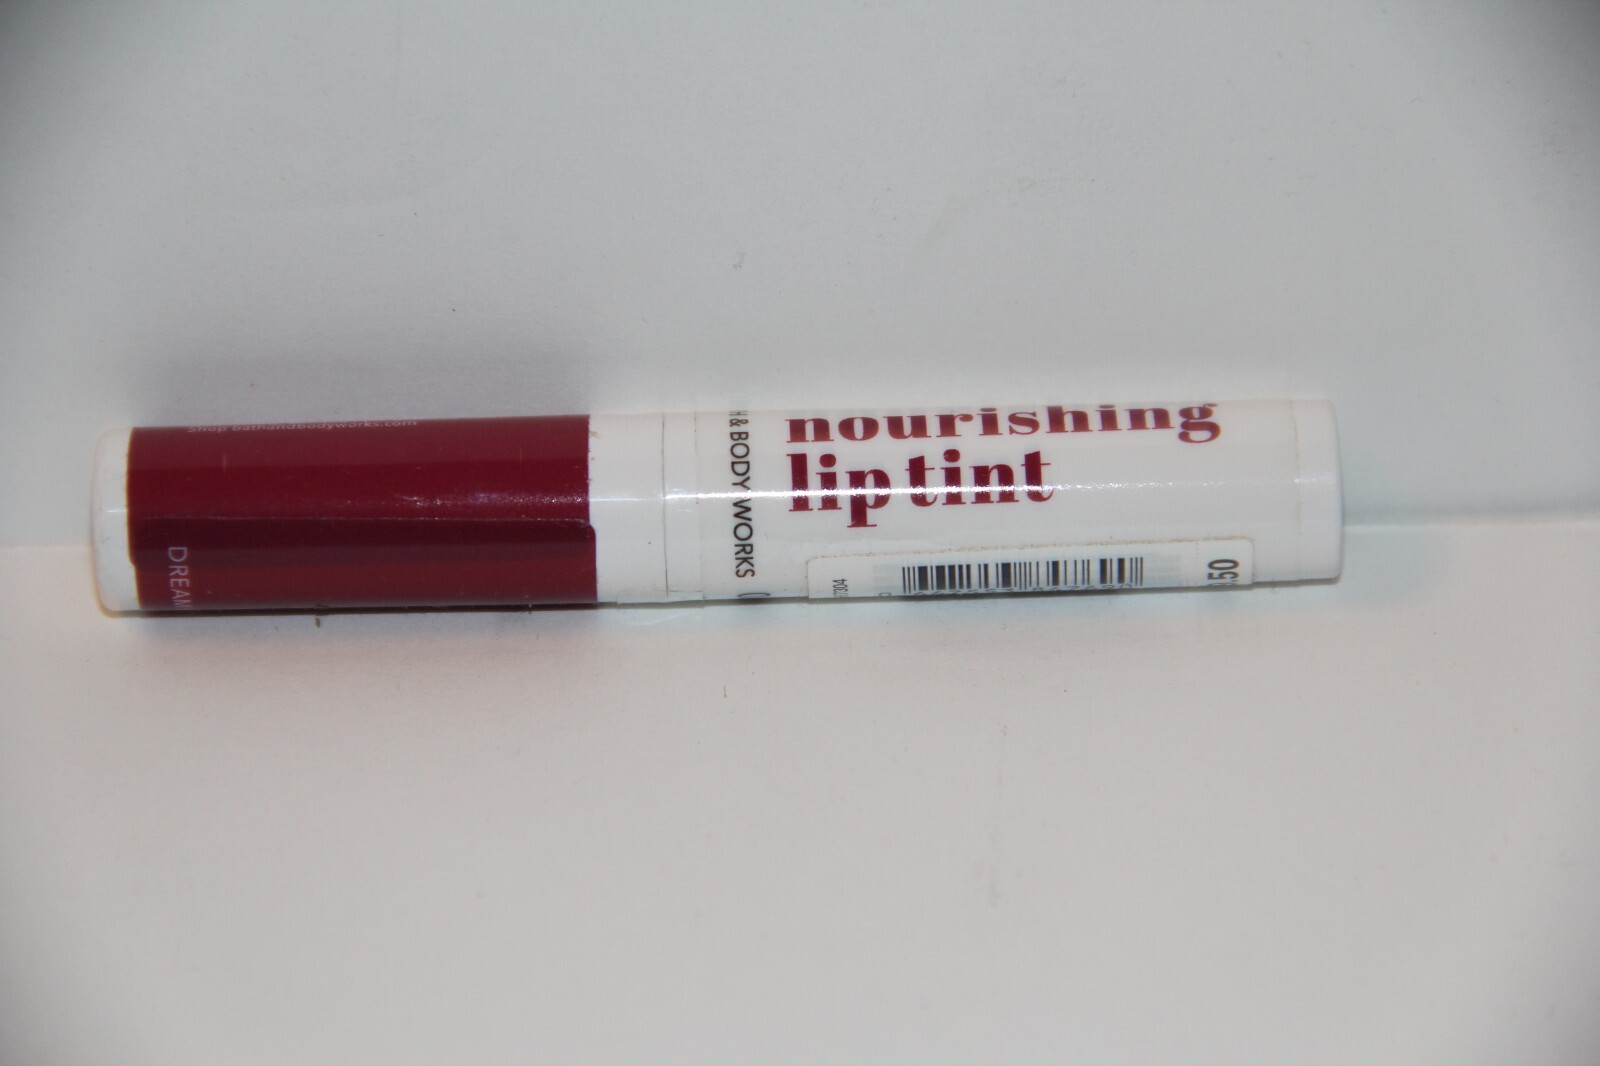 Shop bathandbodyworks.com
DREAM
H & BODY WORKS
nourishing
lip tint
.50